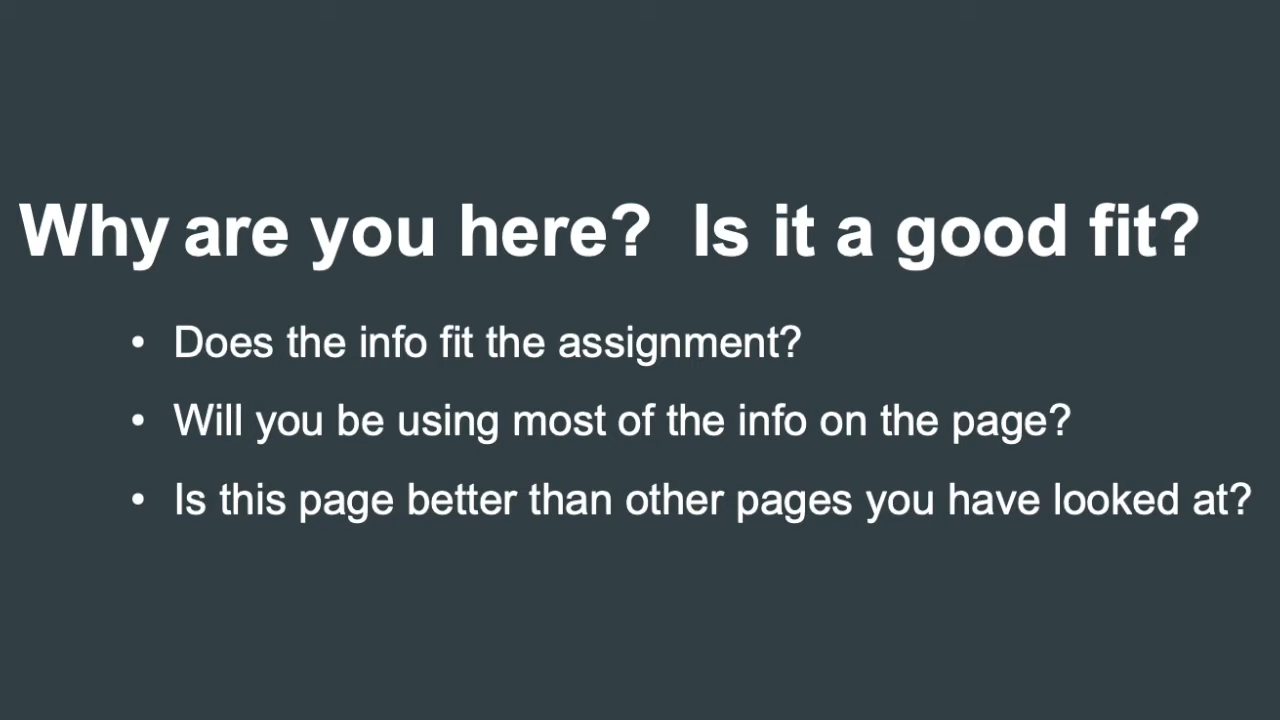 Why are you here?  Is it a good fit?
• Does the info fit the assignment?
• Will you be using most of the info on the page?
• Is this page better than other pages you have looked at?